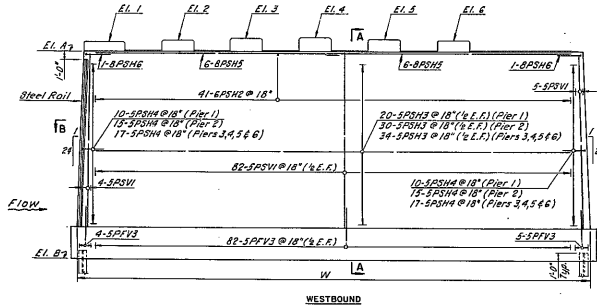 El. 1 El. 2 El. 3 El. 4 El. 5 El. 6
A
El. A
1'-0"
1-8PSH6 6-8PSH5 6-8PSH5 1-8PSH6
5-5PSV1
41-6PSH2 @ 18"
Steel Rail
10-5PSH4 @ 18" (Pier 1)
15-5PSH4 @ 18" (Pier 2)
17-5PSH4 @ 18" (Piers 3,4,5 & 6)
20-5PSH3 @ 18" (½ E.F.) (Pier 1)
30-5PSH3 @ 18" (½ E.F.) (Pier 2)
34-5PSH3 @ 18" (½ E.F.) (Piers 3,4,5 & 6)
B
1
24
1
24
82-5PSV1 @ 18" (½ E.F.)
4-5PSV1
10-5PSH4 @ 18" (Pier 1)
15-5PSH4 @ 18" (Pier 2)
17-5PSH4 @ 18" (Piers 3,4,5 & 6)
Flow
4-5PFV3 82-5PFV3 @ 18" (½ E.F.) 5-5PFV3
El. B
A
1'-0"
Typ.
W
WESTBOUND